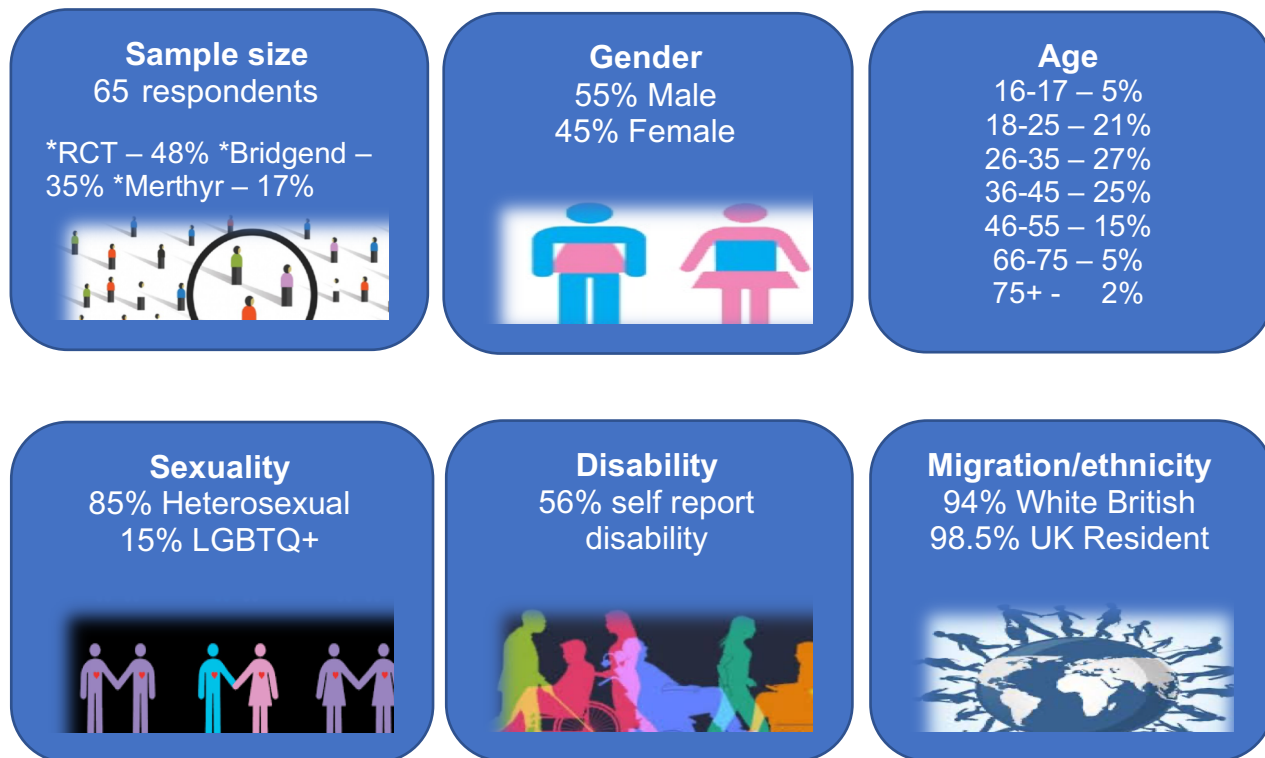 Sample size
65 respondents
*RCT – 48% *Bridgend –
35% *Merthyr – 17%
Gender
55% Male
45% Female
Age
16-17 – 5%
18-25 – 21%
26-35 – 27%
36-45 – 25%
46-55 – 15%
66-75 – 5%
75+ - 2%
Sexuality
85% Heterosexual
15% LGBTQ+
Disability
56% self report
disability
Migration/ethnicity
94% White British
98.5% UK Resident